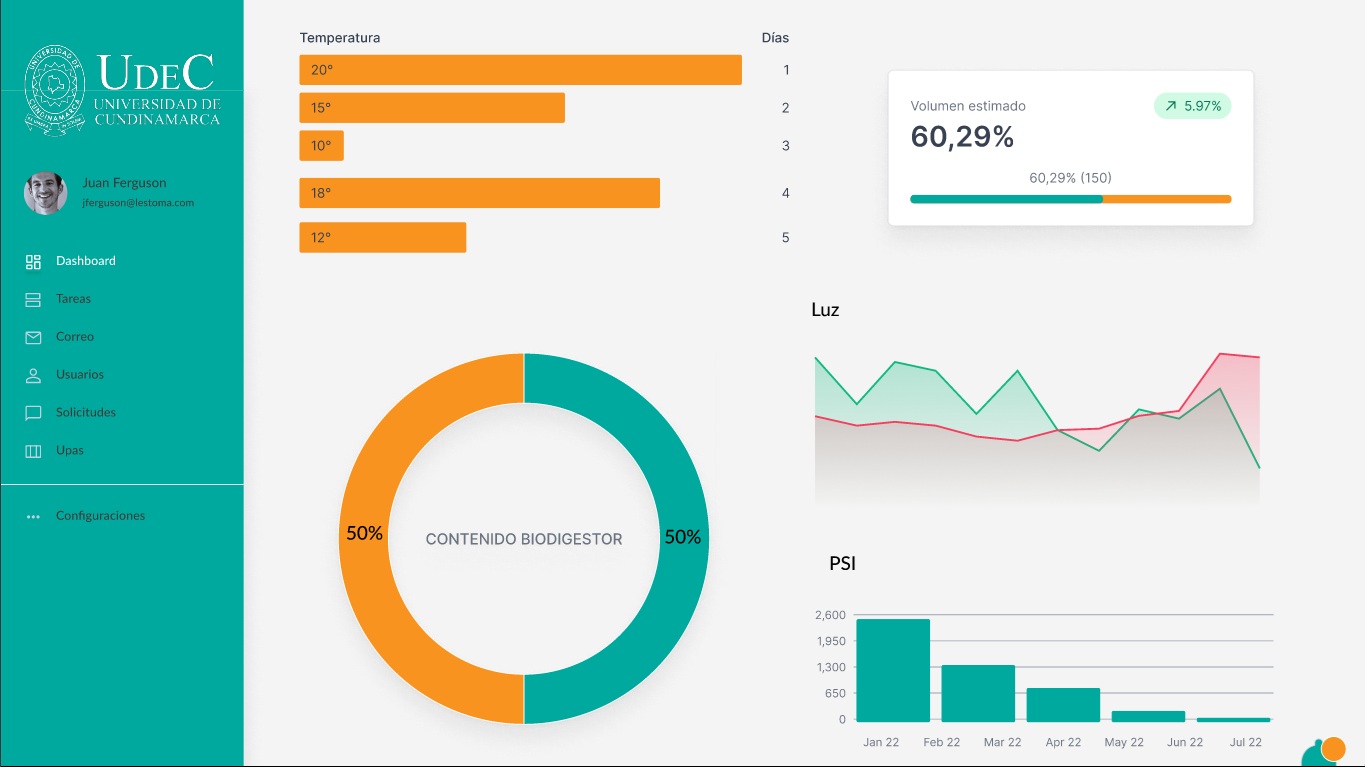 UDEC
UNIVERSIDAD DE
CUNDINAMARCA
Juan Ferguson
jferguson@lestoma.com
Dashboard
Tareas
Correo
Usuarios
Solicitudes
Upas
Configuraciones
Temperatura Días
20° 1
15° 2
10° 3
18° 4
12° 5
Volumen estimado 5.97%
60,29%
60,29% (150)
CONTENIDO BIODIGESTOR
50% 50%
Luz
PSI
2,600
1,950
1,300
650
0
Jan 22 Feb 22 Mar 22 Apr 22 May 22 Jun 22 Jul 22